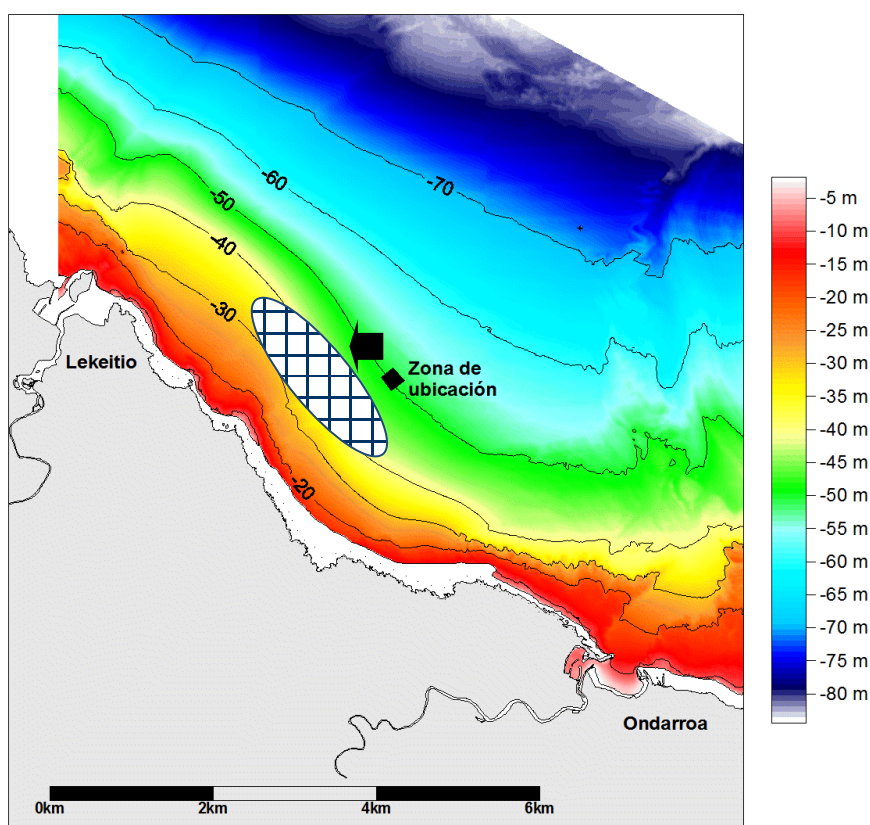 -70
-60
-50
-40
-30
-20
Lekeitio
Zona de
ubicación
Ondarroa
0km
2km
4km
6km
-5 m
-10 m
-15 m
-20 m
-25 m
-30 m
-35 m
-40 m
-45 m
-50 m
-55 m
-60 m
-65 m
-70 m
-75 m
-80 m